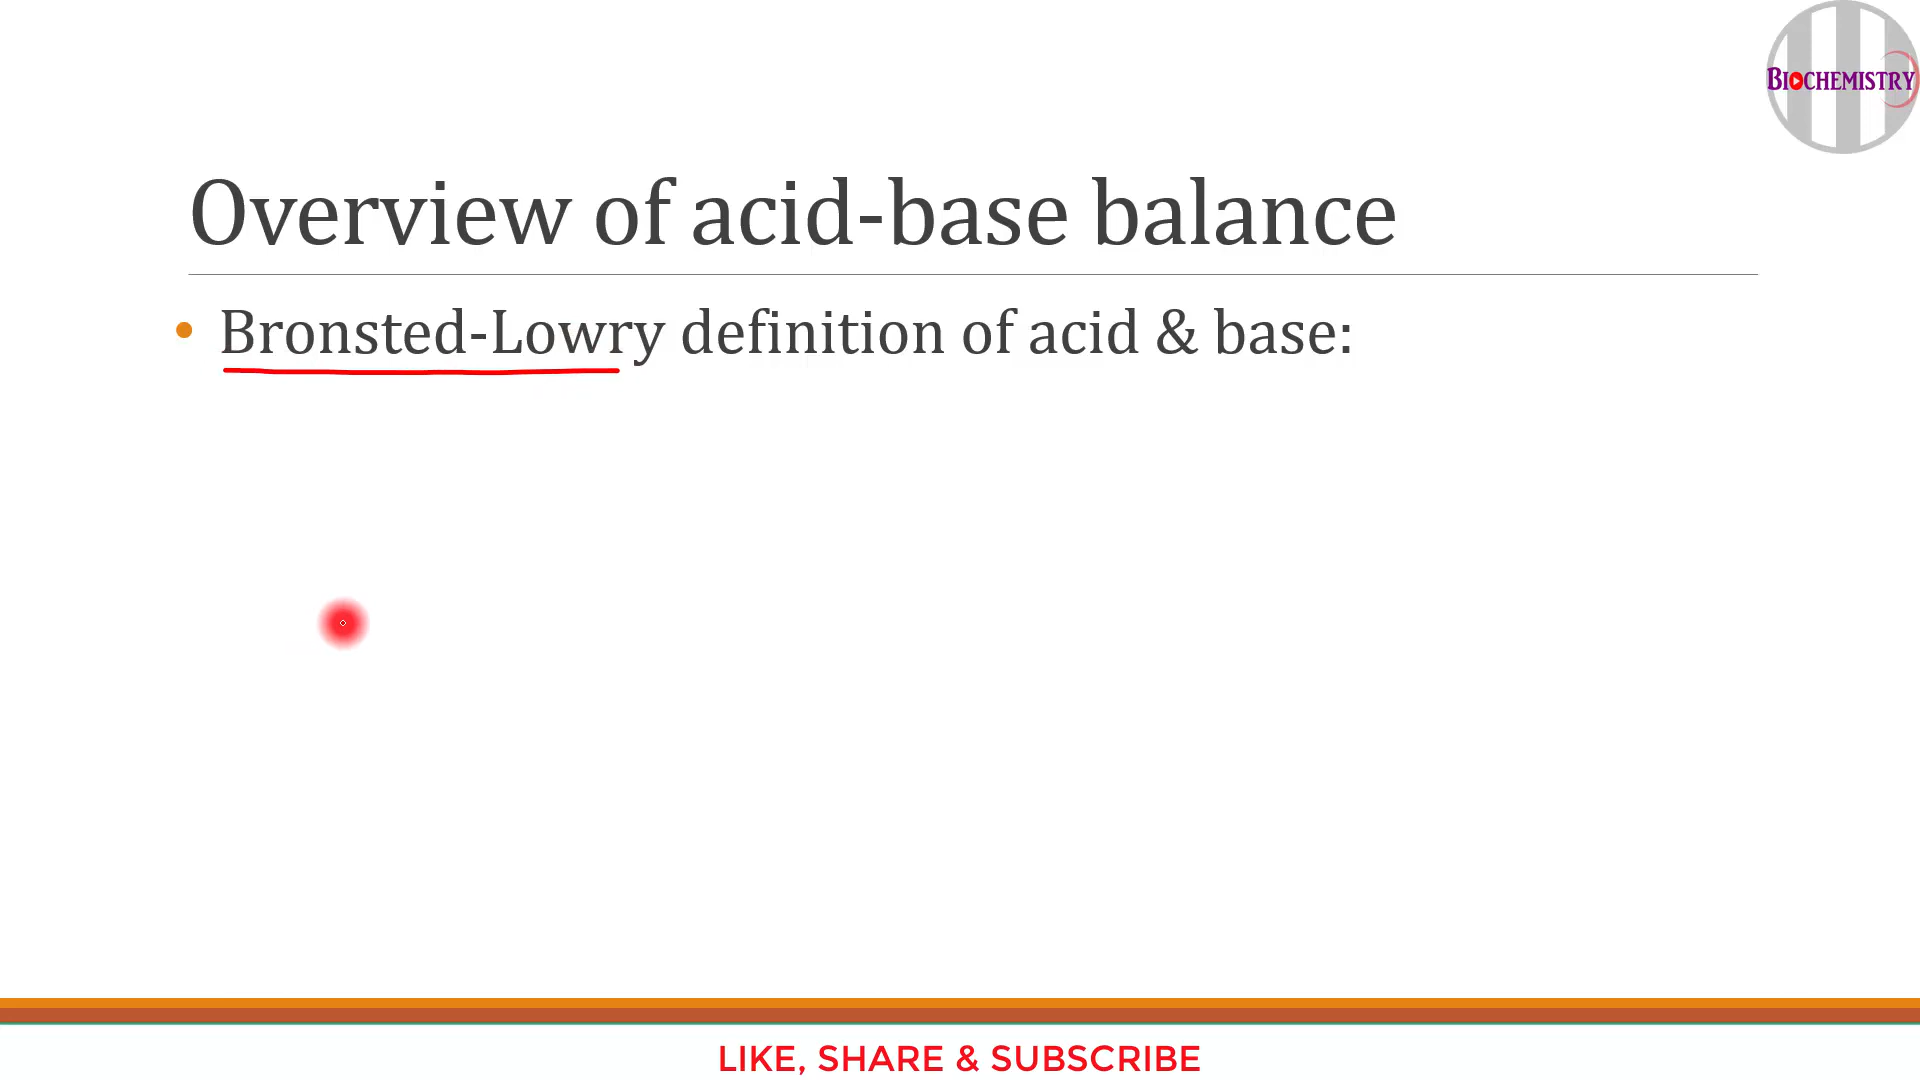 BIOCHEMISTRY
Overview of acid-base balance
• Bronsted-Lowry definition of acid & base:
LIKE, SHARE & SUBSCRIBE